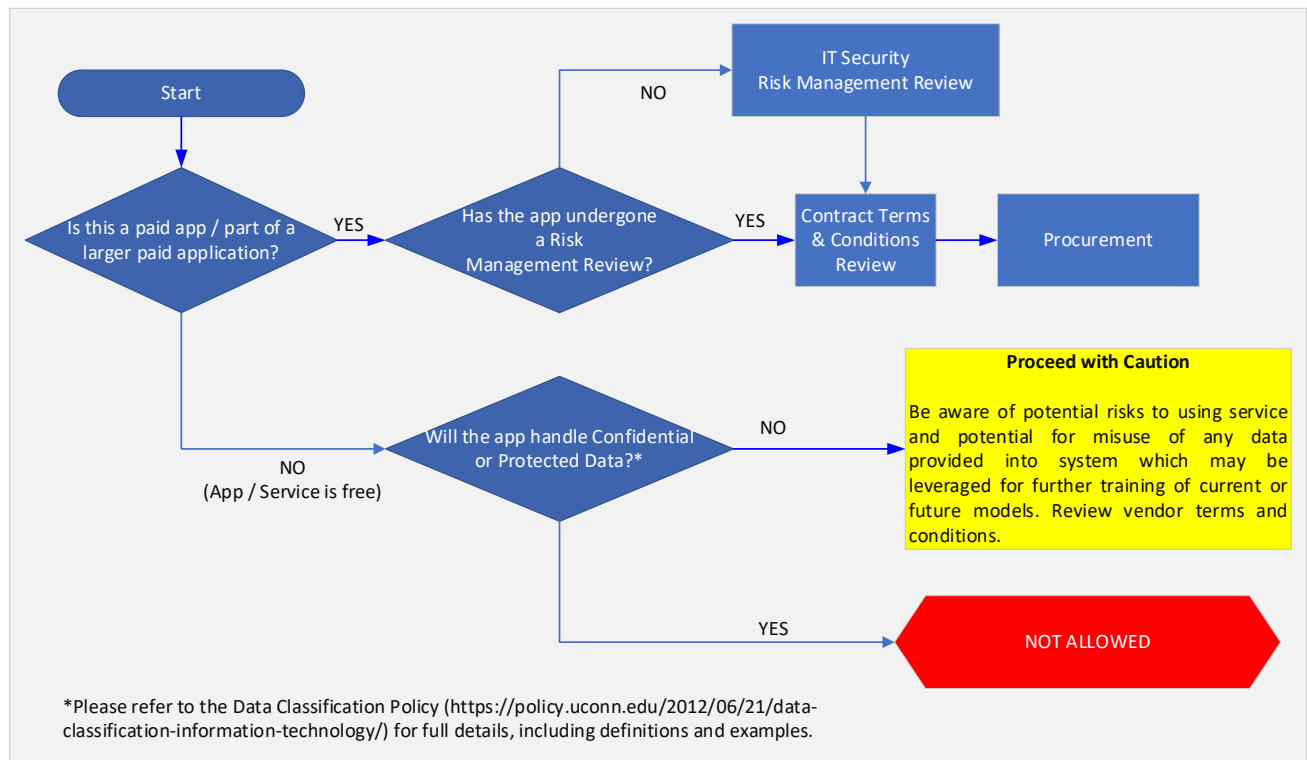 IT Security
Risk Management Review
Start
NO
Is this a paid app / part of a
larger paid application?
YES
Has the app undergone
a Risk
Management Review?
YES
Contract Terms
& Conditions
Review
Procurement
Proceed with Caution
Be aware of potential risks to using service
and potential for misuse of any data
provided into system which may be
leveraged for further training of current or
future models. Review vendor terms and
conditions.
Will the app handle Confidential
or Protected Data?*
NO
NO
(App / Service is free)
YES
NOT ALLOWED
*Please refer to the Data Classification Policy (https://policy.uconn.edu/2012/06/21/data-
classification-information-technology/) for full details, including definitions and examples.